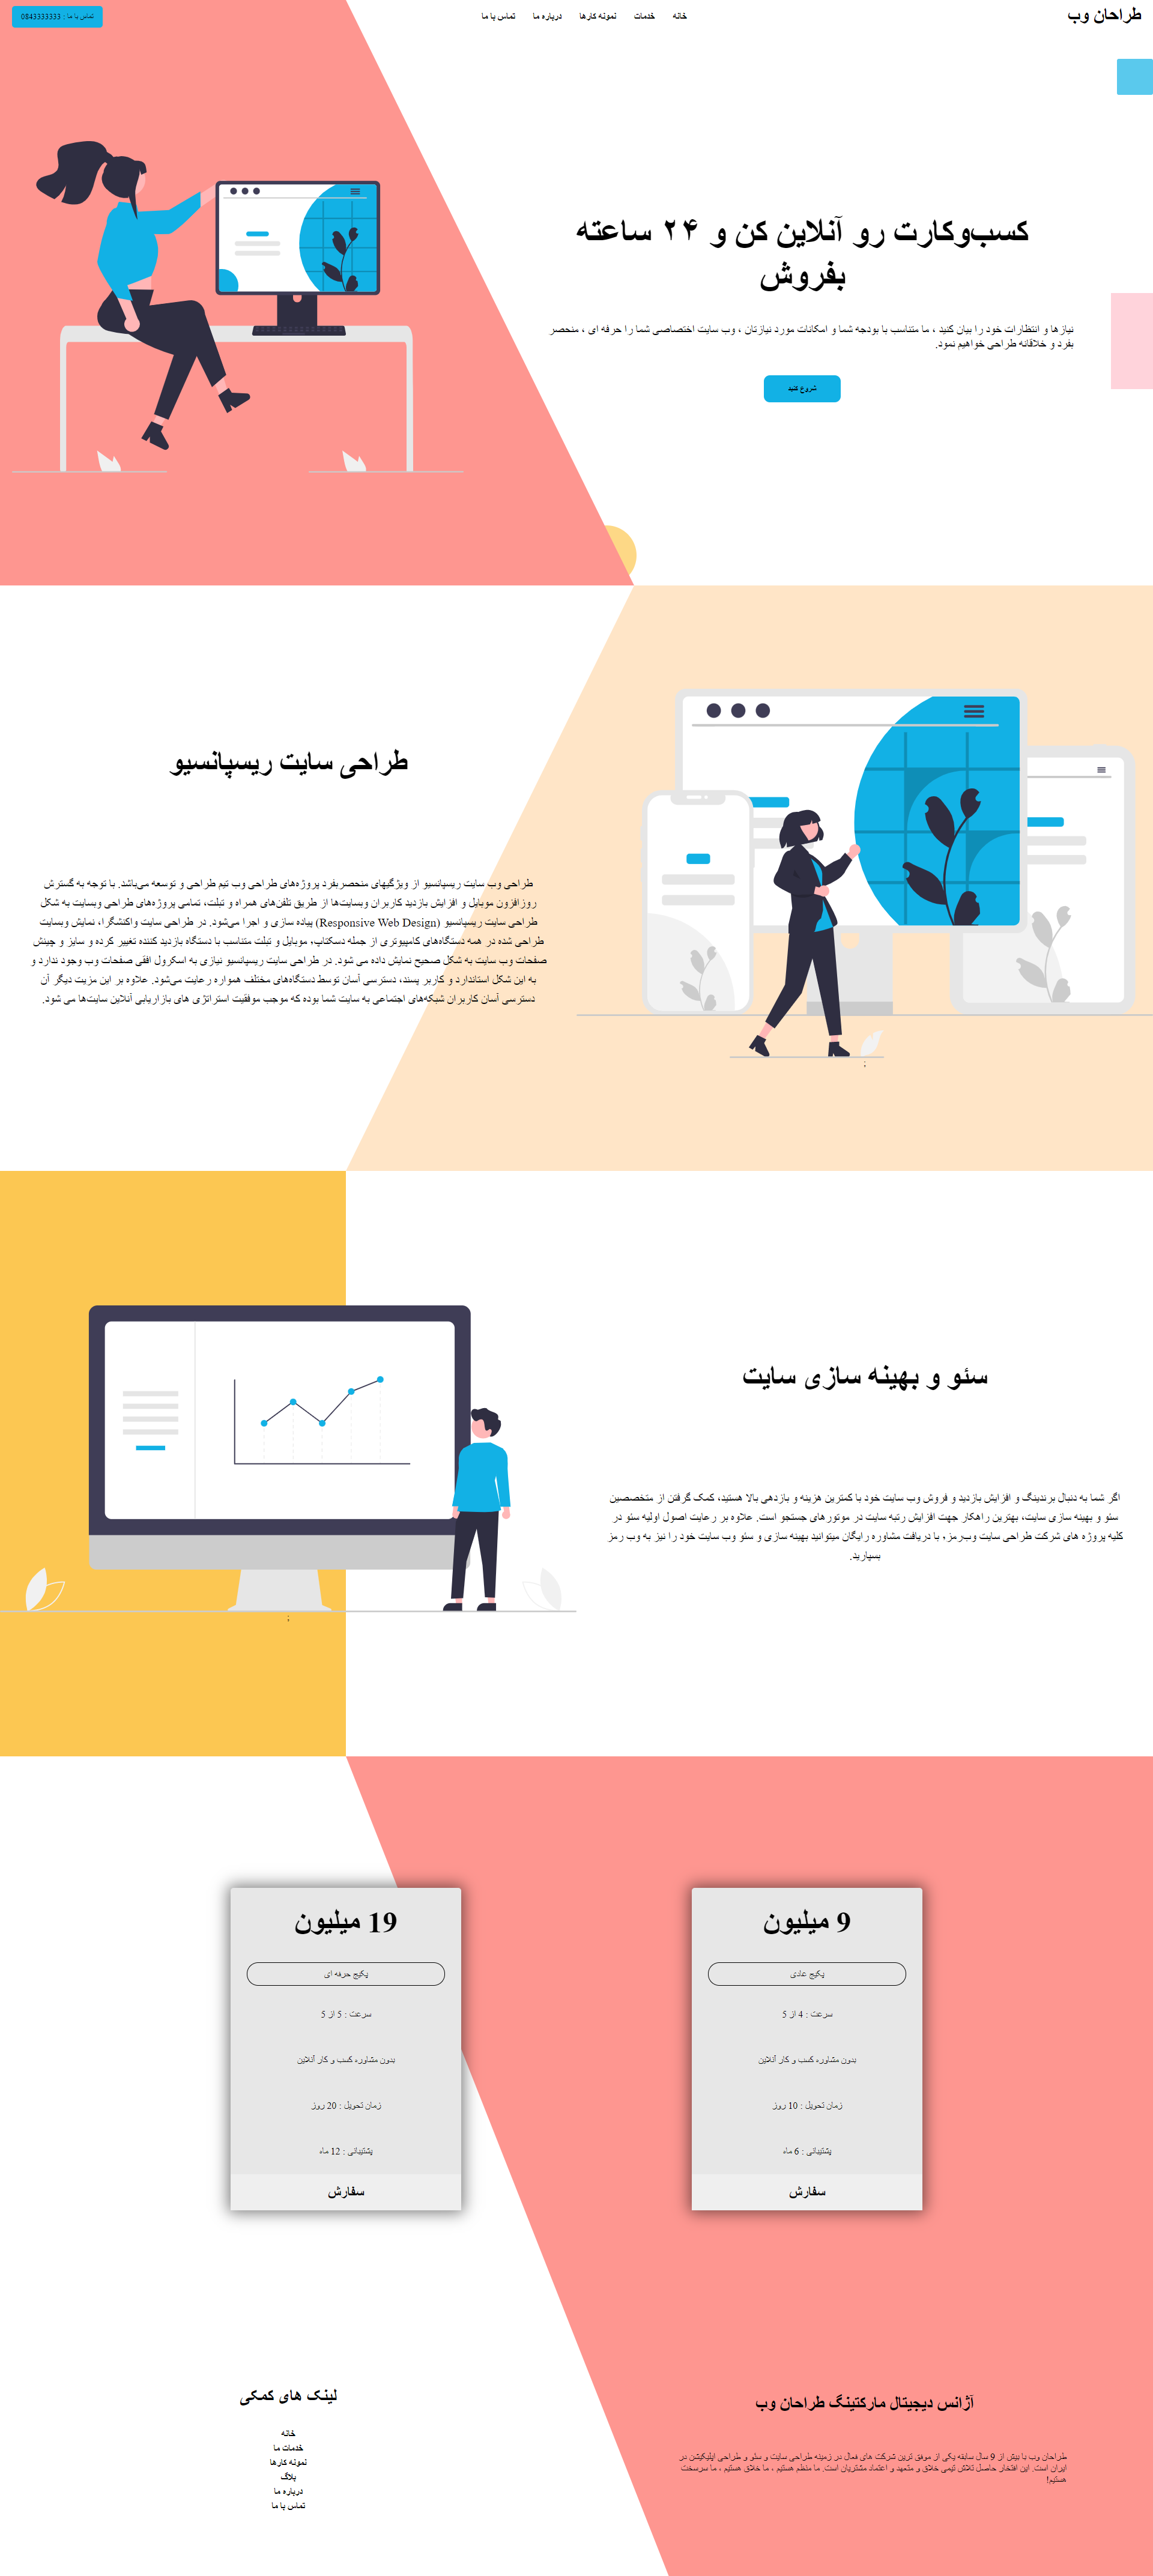 طراحان وب
خانه
خدمات
نمونه کارها
درباره ما
تماس با ما
تماس با ما : 0843333333
کسب‌وکارت رو آنلاین کن و ۲۴ ساعته
بفروش
نیازها و انتظارات خود را بیان کنید ، ما متناسب با بودجه شما و امکانات مورد نیازتان ، وب سایت اختصاصی شما را حرفه ای ، منحصر
بفرد و خلاقانه طراحی خواهیم نمود.
شروع کنید
طراحی سایت ریسپانسیو
طراحی وب سایت ریسپانسیو از ویژگیهای منحصربفرد پروژه‌های طراحی وب تیم طراحی و توسعه می‌باشد. با توجه به گسترش
روزافزون موبایل و افزایش بازدید کاربران وبسایت‌ها از طریق تلفن‌های همراه و تبلت، تمامی پروژه‌های طراحی وبسایت به شکل
طراحی سایت ریسپانسیو (Responsive Web Design) پیاده سازی و اجرا می‌شود. در طراحی سایت واکنشگرا، نمایش وبسایت
طراحی شده در همه دستگاه‌های کامپیوتری از جمله دسکتاپ، موبایل و تبلت متناسب با دستگاه بازدید کننده تغییر کرده و سایز و چینش
صفحات وب سایت به شکل صحیح نمایش داده می شود. در طراحی سایت ریسپانسیو نیازی به اسکرول افقی صفحات وب وجود ندارد و
به این شکل استاندارد و کاربر پسند، دسترسی آسان توسط دستگاه‌های مختلف همواره رعایت می‌شود. علاوه بر این مزیت دیگر آن
دسترسی آسان کاربران شبکه‌های اجتماعی به سایت شما بوده که موجب موفقیت استراتژی های بازاریابی آنلاین سایت‌ها می شود.
;
سئو و بهینه سازی سایت
اگر شما به دنبال برندینگ و افزایش بازدید و فروش وب سایت خود با کمترین هزینه و بازدهی بالا هستید، کمک گرفتن از متخصصین
سئو و بهینه سازی سایت، بهترین راهکار جهت افزایش رتبه سایت در موتورهای جستجو است. علاوه بر رعایت اصول اولیه سئو در
کلیه پروژه های شرکت طراحی سایت وب‌رمز، با دریافت مشاوره رایگان میتوانید بهینه سازی و سئو وب سایت خود را نیز به وب رمز
بسپارید.
;
9 میلیون
پکیج عادی
سرعت : 4 از 5
بدون مشاوره کسب و کار آنلاین
زمان تحویل : 10 روز
پشتیبانی : 6 ماه
سفارش
19 میلیون
پکیج حرفه ای
سرعت : 5 از 5
بدون مشاوره کسب و کار آنلاین
زمان تحویل : 20 روز
پشتیبانی : 12 ماه
سفارش
آژانس دیجیتال مارکتینگ طراحان وب
طراحان وب با بیش از 9 سال سابقه یکی از موفق ترین شرکت های فعال در زمینه طراحی سایت و سئو و طراحی اپلیکیشن در
ایران است. این افتخار حاصل تلاش تیمی خلاق و متعهد و اعتماد مشتریان است. ما منظم هستیم ، ما خلاق هستیم ، ما سرسخت
هستیم!
لینک های کمکی
خانه
خدمات ما
نمونه کارها
بلاگ
درباره ما
تماس با ما